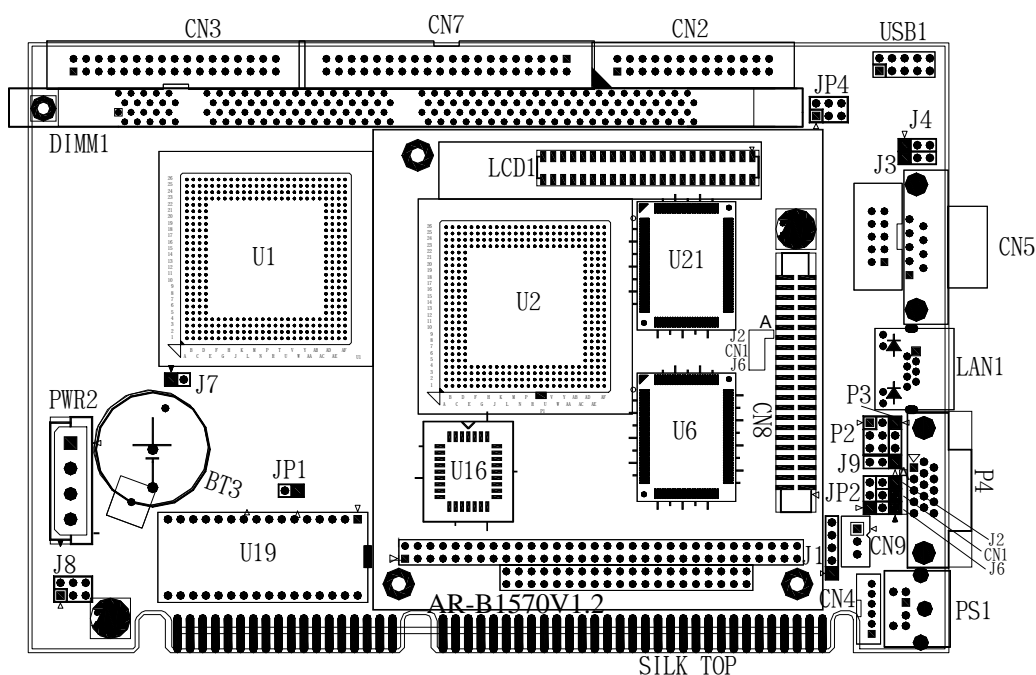 CN3
CN7
CN2
USB1
JP4
DIMM1
J4
J3
LCD1
U1
U2
U21
CN5
A
J2
CN1
J6
LAN1
J7
PWR2
CN8
P3
P2
U6
U16
J9
JP2
P4
BT3
JP1
U19
J1
CN9
J2
CN1
J6
J8
CN4
PS1
AR-B1570V1.2
SILK TOP